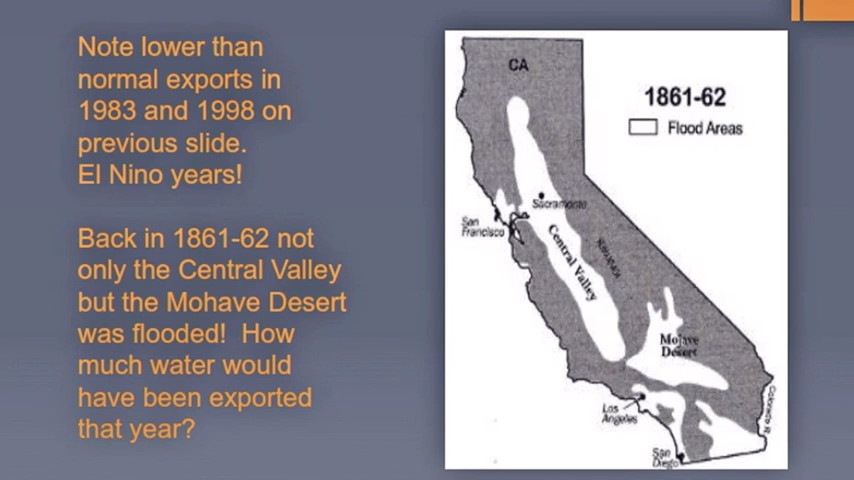 Note lower than
normal exports in
1983 and 1998 on
previous slide.
El Nino years!
Back in 1861-62 not
only the Central Valley
but the Mohave Desert
was flooded! How
much water would
have been exported
that year?
CA
1861-62
Flood Areas
Sacramento
San
Francisco
Central Valley
Mojave
Desert
Los
Angeles
San
Diego
Colorado R.